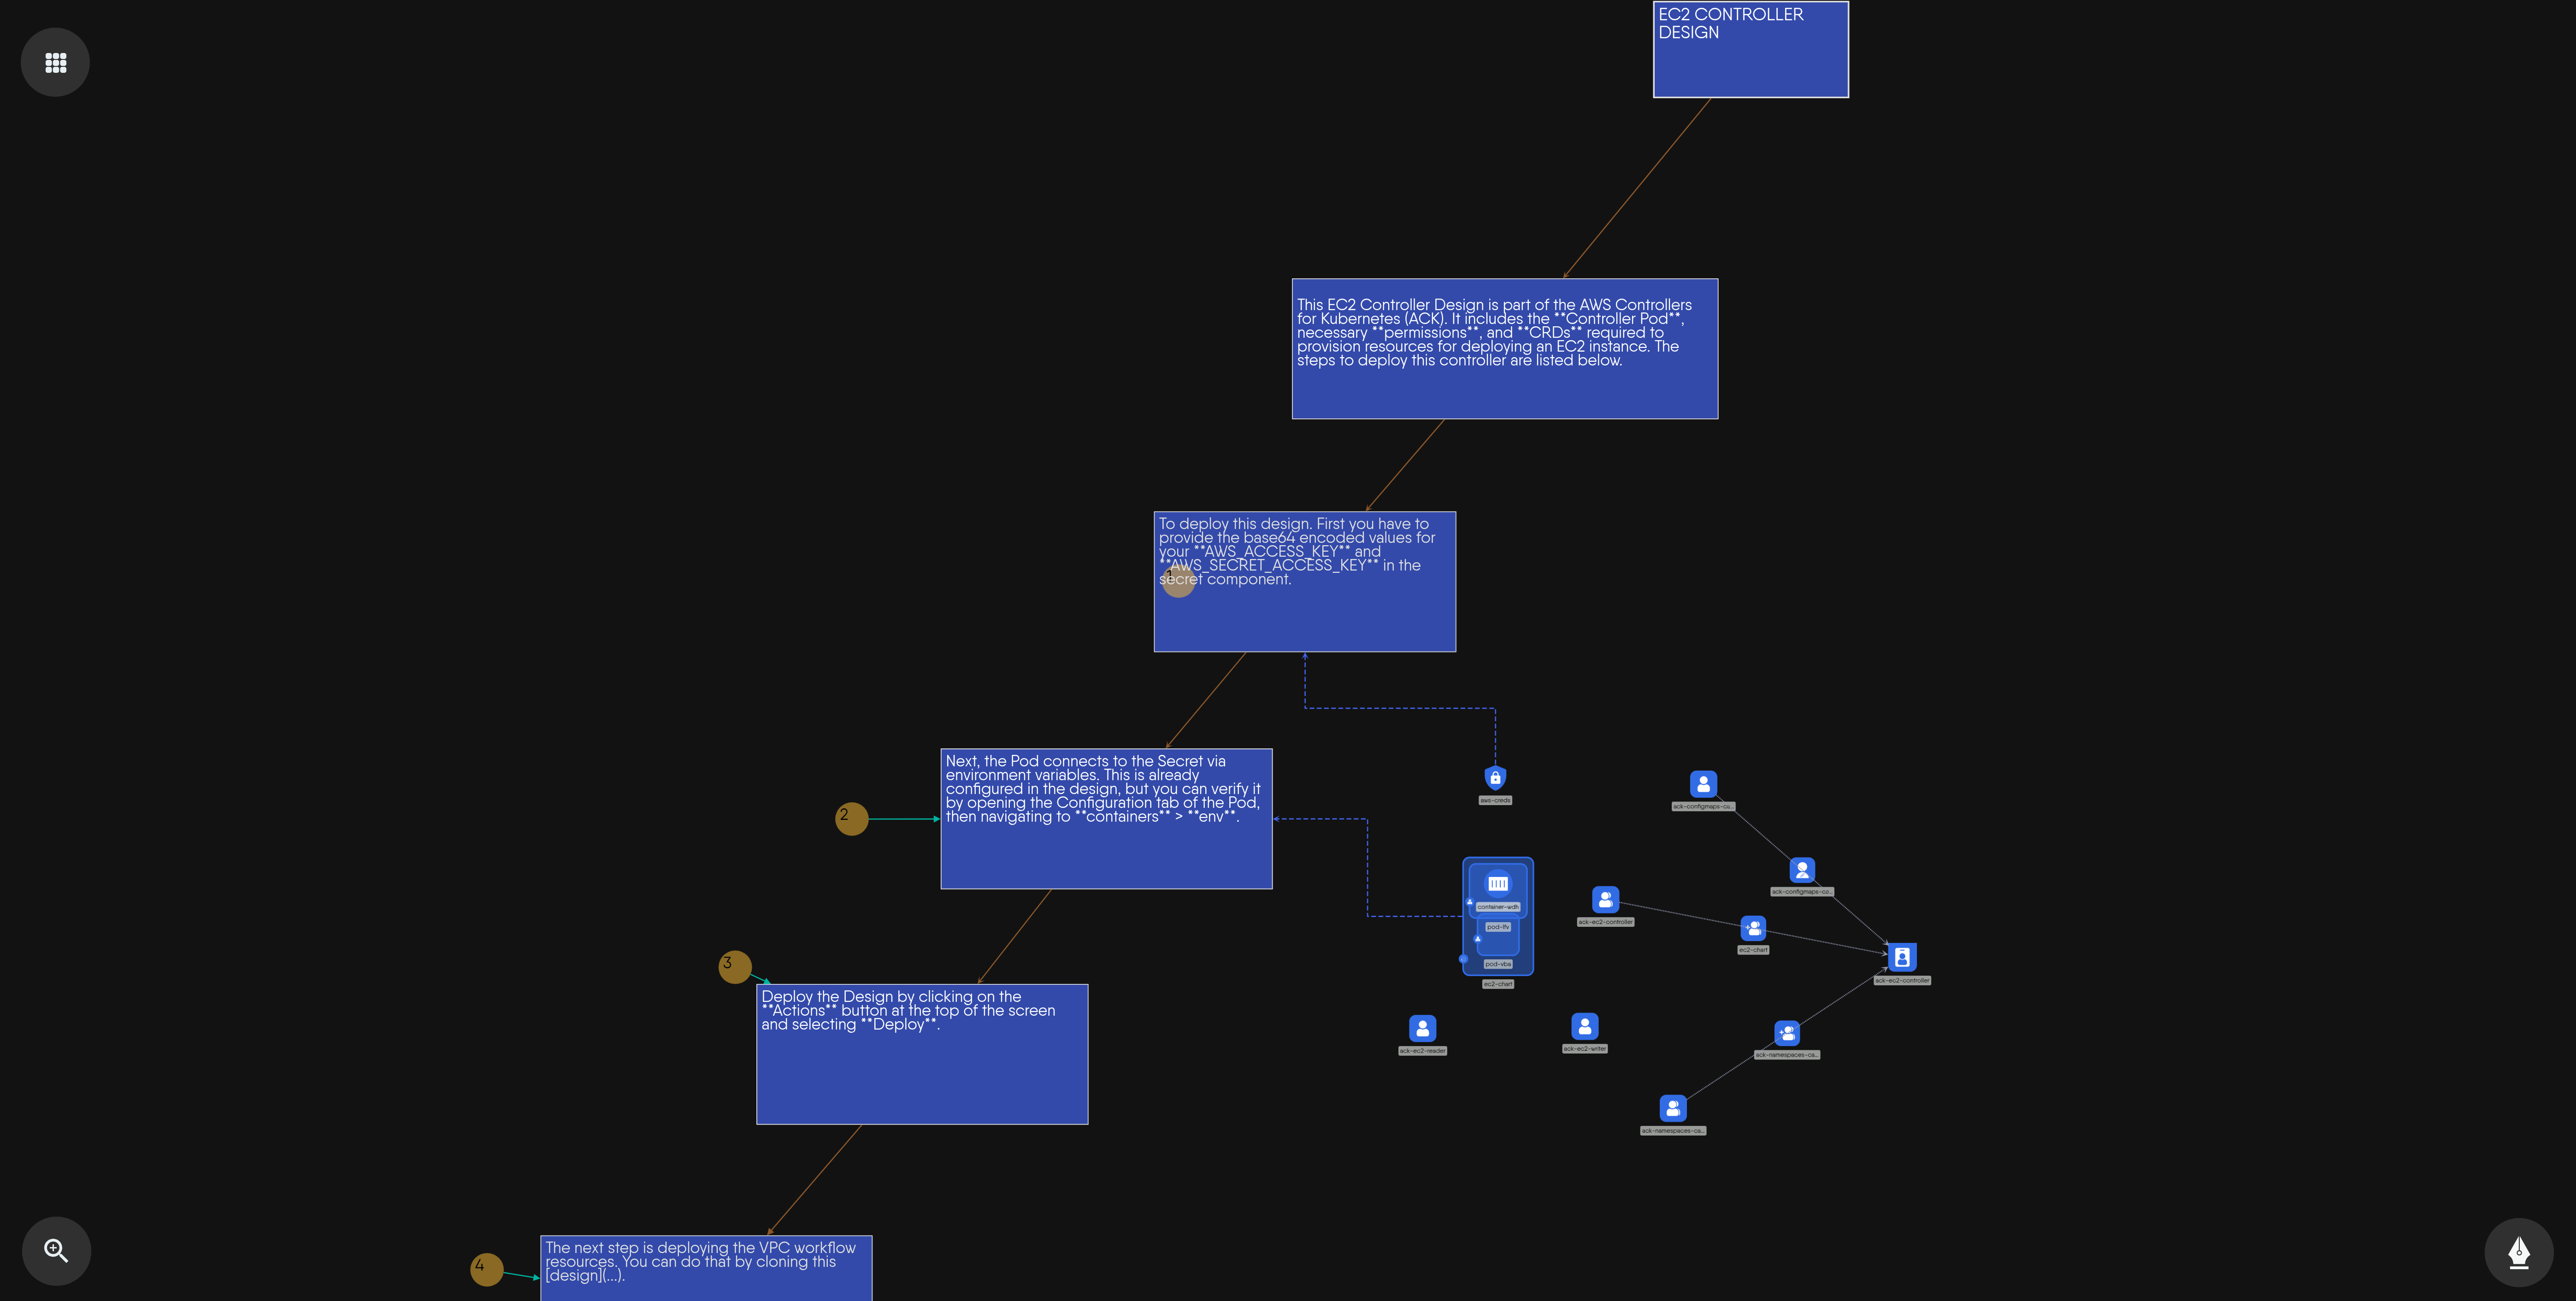 EC2 CONTROLLER
DESIGN
This EC2 Controller Design is part of the AWS Controllers
for Kubernetes (ACK). It includes the **Controller Pod**,
necessary **permissions**, and **CRDs** required to
provision resources for deploying an EC2 instance. The
steps to deploy this controller are listed below.
1
To deploy this design. First you have to
provide the base64 encoded values for
your **AWS_ACCESS_KEY** and
**AWS_SECRET_ACCESS_KEY** in the
secret component.
2
Next, the Pod connects to the Secret via
environment variables. This is already
configured in the design, but you can verify it
by opening the Configuration tab of the Pod,
then navigating to **containers** > **env**.
3
Deploy the Design by clicking on the
**Actions** button at the top of the screen
and selecting **Deploy**.
4
The next step is deploying the VPC workflow
resources. You can do that by cloning this
[design](...).
aws-creds
ack-configmaps-cu...
container-wdh
pod-lfv
pod-vba
ec2-chart
ack-configmaps-co...
ack-ec2-controller
ec2-chart
ack-ec2-controller
ack-ec2-reader
ack-ec2-writer
ack-namespaces-ca...
ack-namespaces-ca...